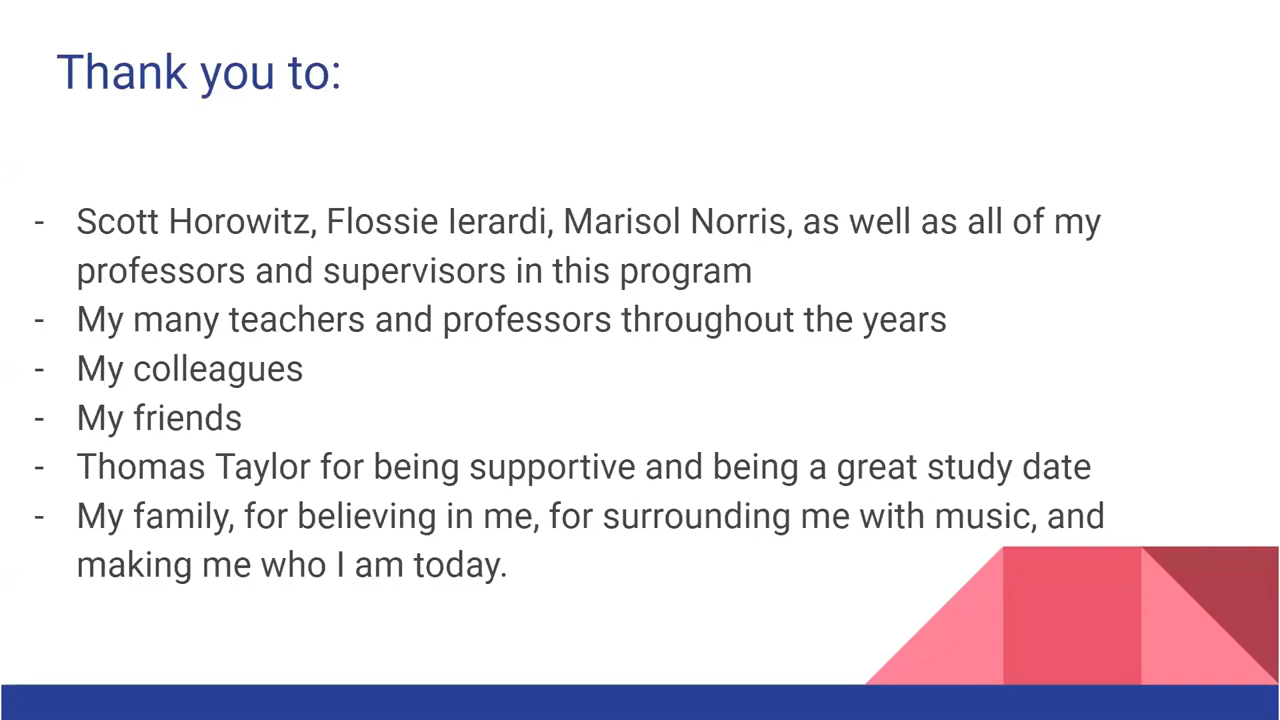 Thank you to:
- Scott Horowitz, Flossie Ierardi, Marisol Norris, as well as all of my
professors and supervisors in this program
- My many teachers and professors throughout the years
- My colleagues
- My friends
- Thomas Taylor for being supportive and being a great study date
- My family, for believing in me, for surrounding me with music, and
making me who I am today.